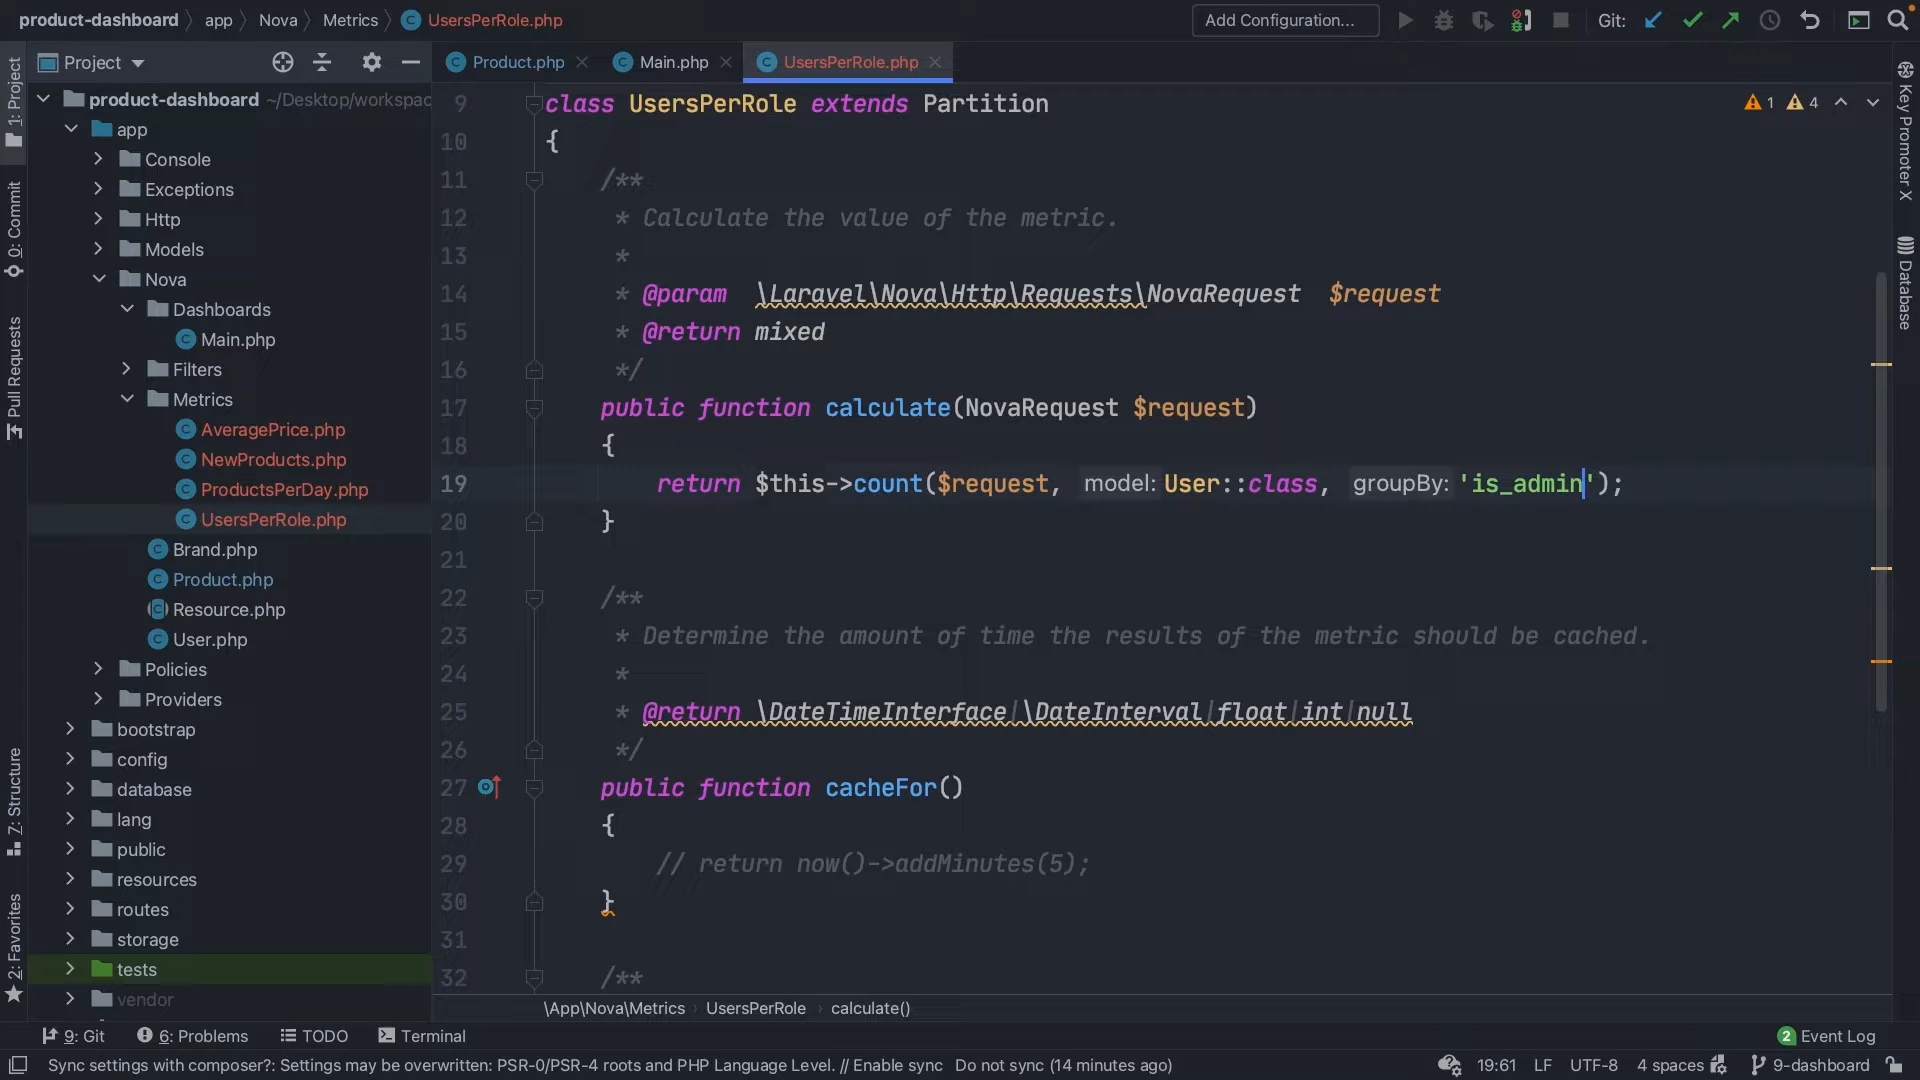 product-dashboard app Nova Metrics UsersPerRole.php
Add Configuration...
Git:
Project
Product.php
Main.php
UsersPerRole.php
1: Project
0: Commit
Pull Requests
7: Structure
2: Favorites
product-dashboard ~/Desktop/workspac
app
Console
Exceptions
Http
Models
Nova
Dashboards
Main.php
Filters
Metrics
AveragePrice.php
NewProducts.php
ProductsPerDay.php
UsersPerRole.php
Brand.php
Product.php
Resource.php
User.php
Policies
Providers
bootstrap
config
database
lang
public
resources
routes
storage
tests
vendor
9 class UsersPerRole extends Partition
10 {
11 /**
12 * Calculate the value of the metric.
13 *
14 * @param \Laravel\Nova\Http\Requests\NovaRequest $request
15 * @return mixed
16 */
17 public function calculate(NovaRequest $request)
18 {
19 return $this->count($request, model: User::class, groupBy: 'is_admin');
20 }
21
22 /**
23 * Determine the amount of time the results of the metric should be cached.
24 *
25 * @return \DateTimeInterface|\DateInterval|float|int|null
26 */
27 public function cacheFor()
28 {
29 // return now()->addMinutes(5);
30 }
31
32 /**
1 4
Key Promoter X
Database
\App\Nova\Metrics UsersPerRole calculate()
9: Git
6: Problems
TODO
Terminal
2 Event Log
Sync settings with composer?: Settings may be overwritten: PSR-0/PSR-4 roots and PHP Language Level. // Enable sync Do not sync (14 minutes ago)
19:61 LF UTF-8 4 spaces 9-dashboard